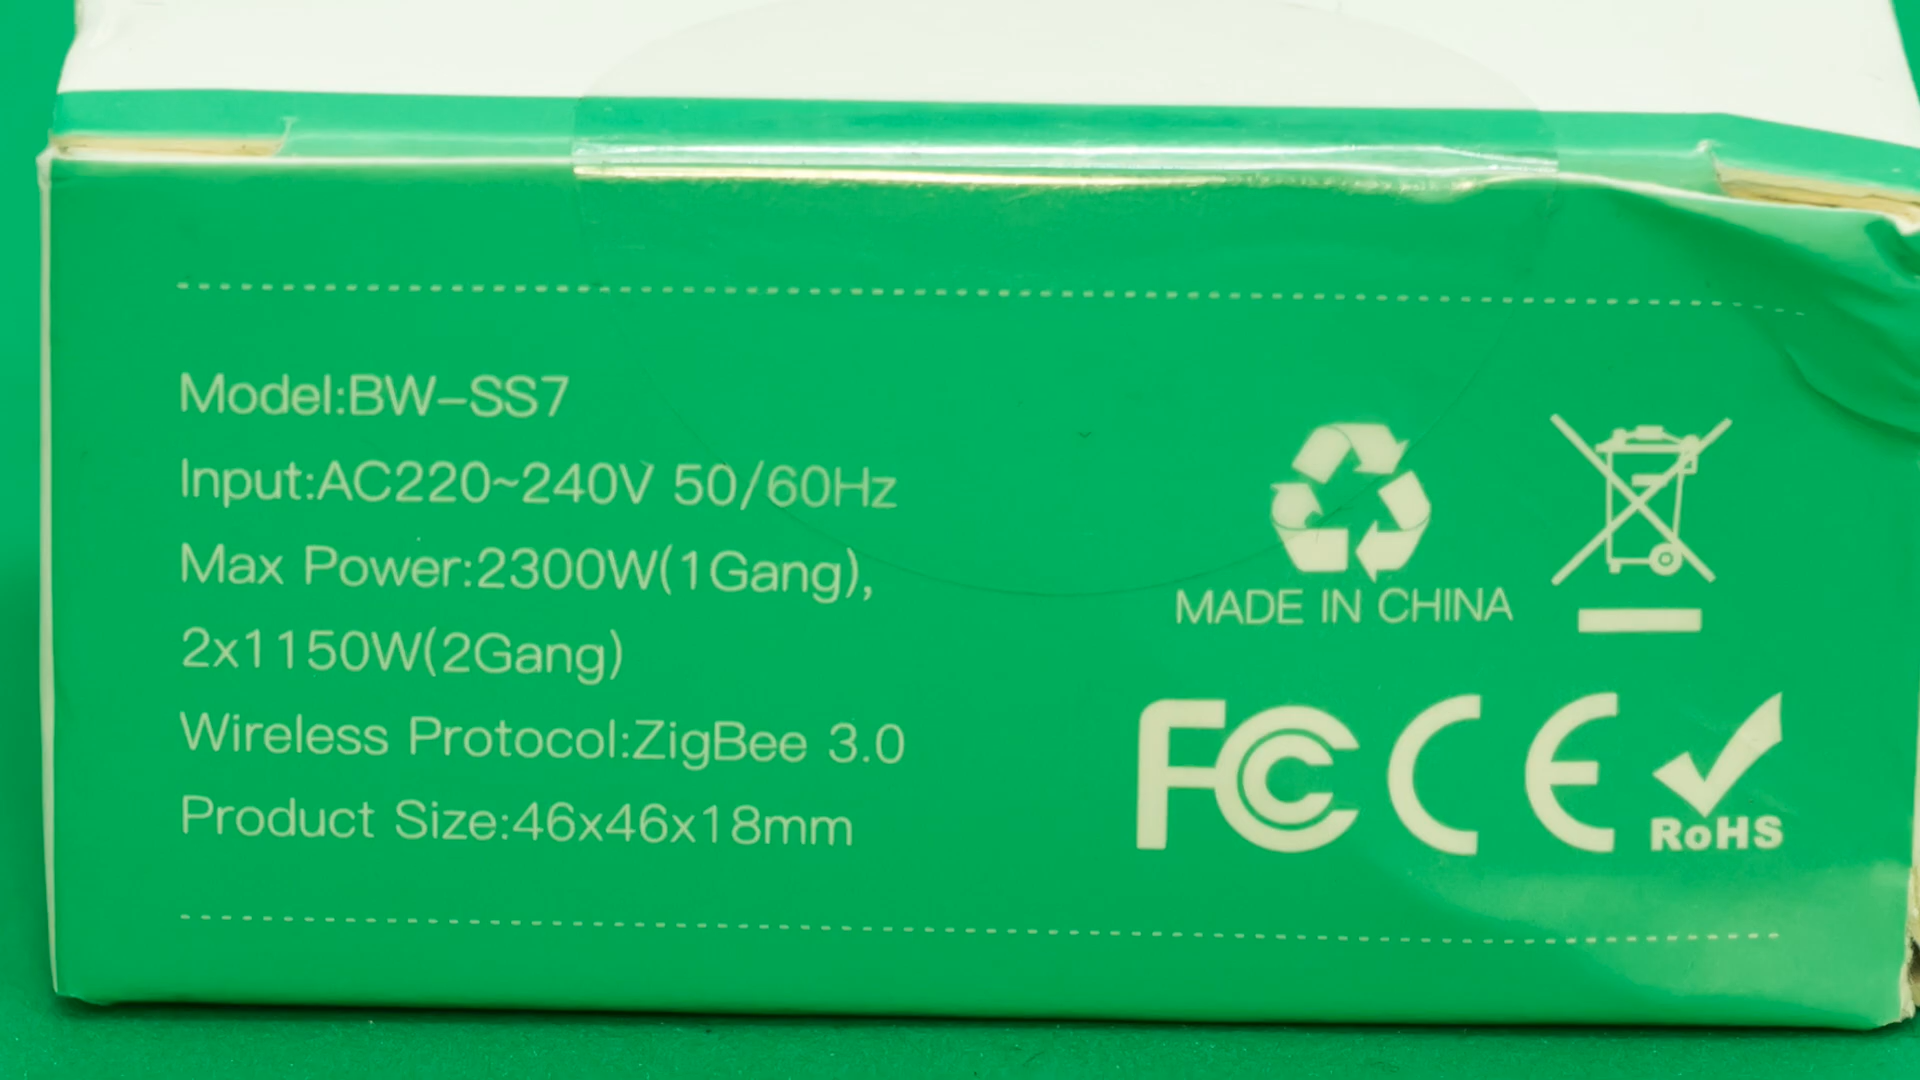 Model:BW-SS7
Input:AC220~240V 50/60Hz
Max Power:2300W(1Gang),
2x1150W(2Gang)
Wireless Protocol:ZigBee 3.0
Product Size:46x46x18mm
MADE IN CHINA
FC CE
RoHS